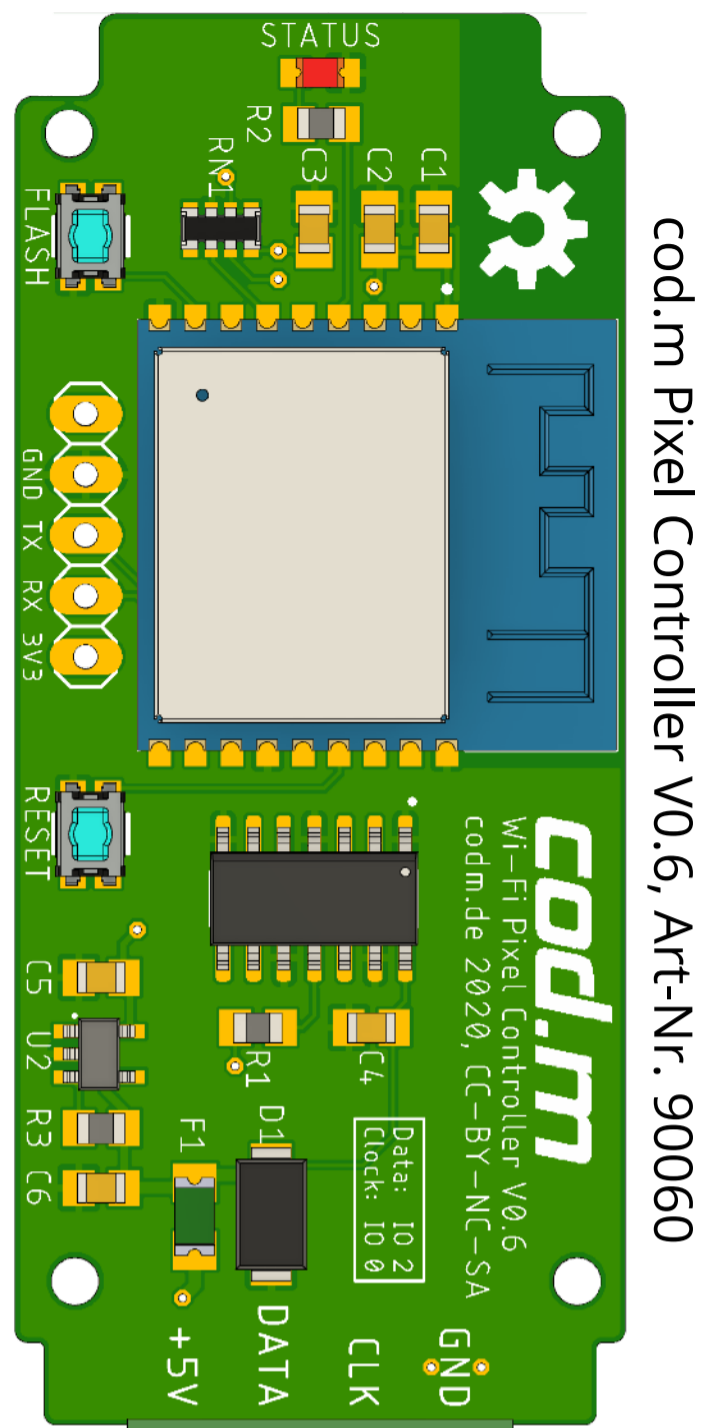 STATUS
R2
RN1
C3
C2
C1
FLASH
GND
TX
RX
3V3
RESET
C5
U2
R3
C6
R1
C4
D1
F1
Data: IO 2
Clock: IO 0
cod.m
Wi-Fi Pixel Controller V0.6
codm.de 2020, CC-BY-NC-SA
+5V
DATA
CLK
GND
cod.m Pixel Controller V0.6, Art-Nr. 90060